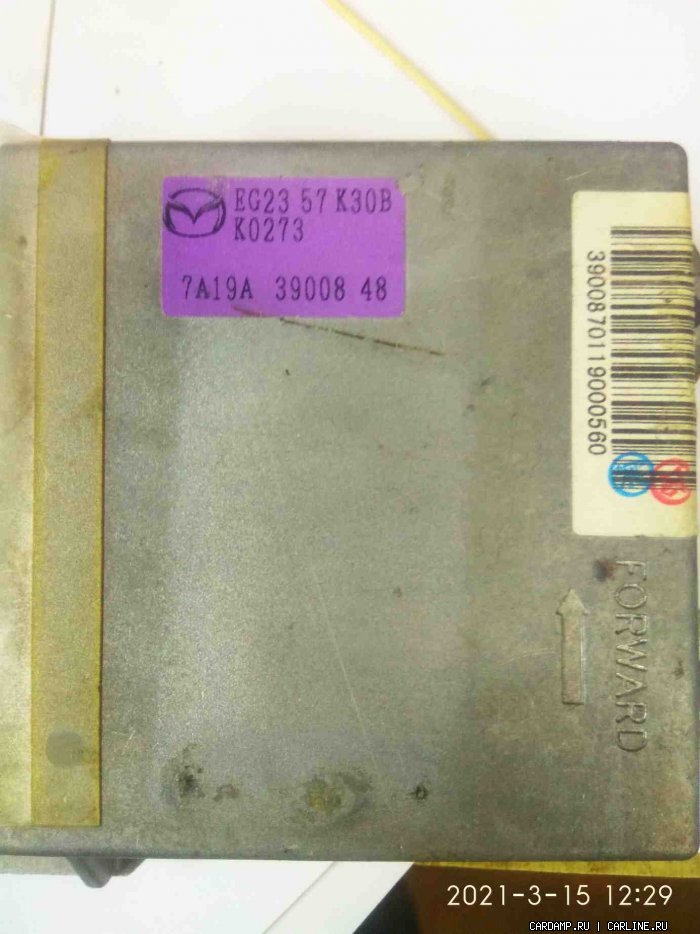 EG23 57 K30B
K0273
7A19A 39008 48
3900870119000560
FORWARD
2021-3-15 12:29
CARDAMP.RU | CARLINE.RU